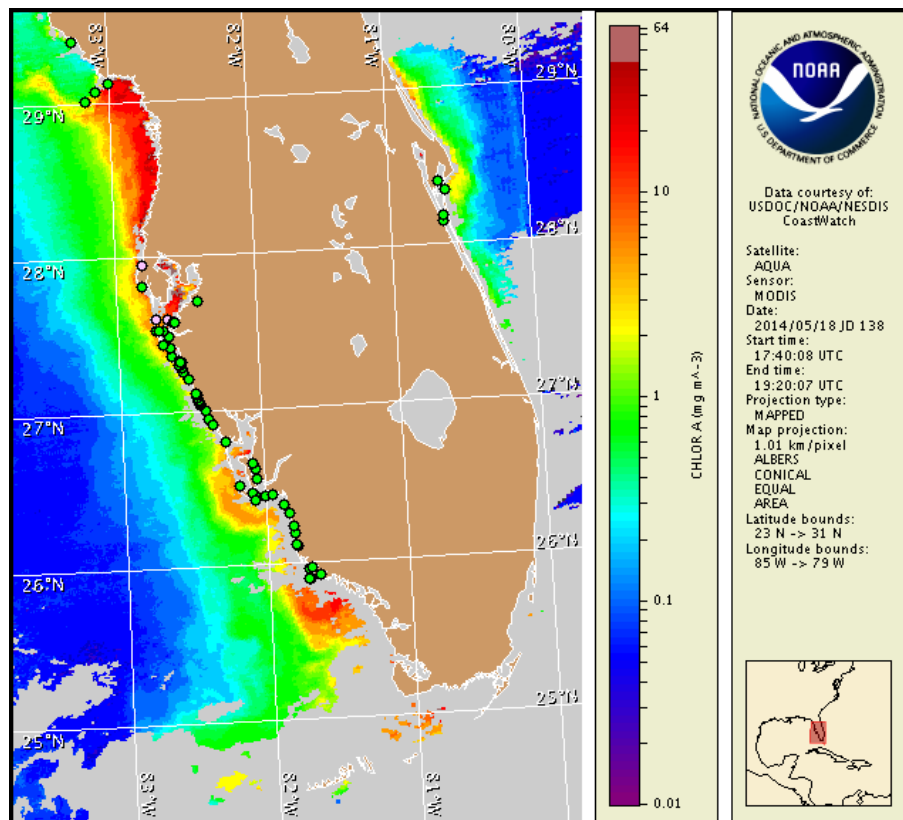 83°W
82°W
81°W
80°W
29°N
29°N
28°N
28°N
27°N
27°N
26°N
26°N
25°N
25°N
83°W
82°W
81°W
64
10
1
0.1
0.01
CHLOR A (mg m^-3)
NATIONAL OCEANIC AND ATMOSPHERIC ADMINISTRATION
NOAA
U.S. DEPARTMENT OF COMMERCE
Data courtesy of:
USDOC/NOAA/NESDIS
CoastWatch
Satellite:
AQUA
Sensor:
MODIS
Date:
2014/05/18 JD 138
Start time:
17:40:08 UTC
End time:
19:20:07 UTC
Projection type:
MAPPED
Map projection:
1.01 km/pixel
ALBERS
CONICAL
EQUAL
AREA
Latitude bounds:
23 N -> 31 N
Longitude bounds:
85 W -> 79 W